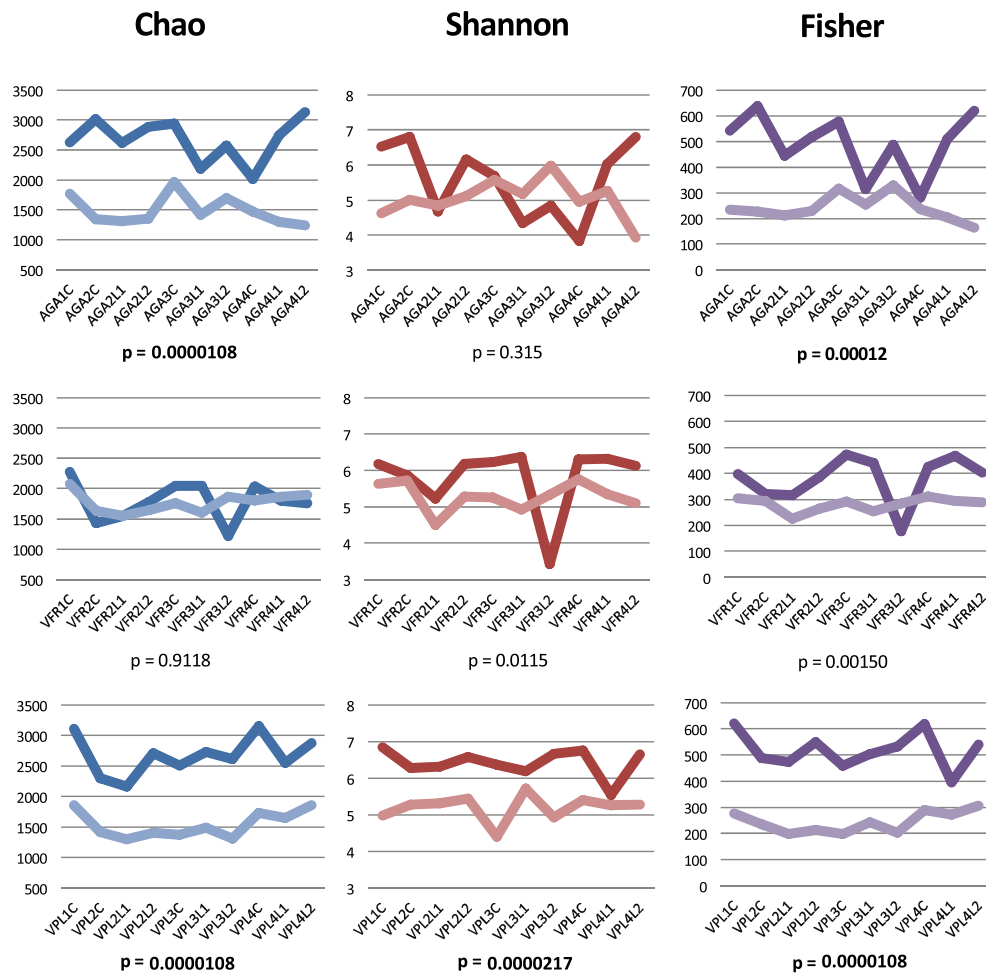 Chao Shannon Fisher
3500 3000 2500 2000 1500 1000 500
AGA1C AGA2C AGA2L1 AGA2L2 AGA3C AGA3L1 AGA3L2 AGA4C AGA4L1 AGA4L2
p = 0.0000108
8 7 6 5 4 3
AGA1C AGA2C AGA2L1 AGA2L2 AGA3C AGA3L1 AGA3L2 AGA4C AGA4L1 AGA4L2
p = 0.315
700 600 500 400 300 200 100 0
AGA1C AGA2C AGA2L1 AGA2L2 AGA3C AGA3L1 AGA3L2 AGA4C AGA4L1 AGA4L2
p = 0.00012
3500 3000 2500 2000 1500 1000 500
VFR1C VFR2C VFR2L1 VFR2L2 VFR3C VFR3L1 VFR3L2 VFR4C VFR4L1 VFR4L2
p = 0.9118
8 7 6 5 4 3
VFR1C VFR2C VFR2L1 VFR2L2 VFR3C VFR3L1 VFR3L2 VFR4C VFR4L1 VFR4L2
p = 0.0115
700 600 500 400 300 200 100 0
VFR1C VFR2C VFR2L1 VFR2L2 VFR3C VFR3L1 VFR3L2 VFR4C VFR4L1 VFR4L2
p = 0.00150
3500 3000 2500 2000 1500 1000 500
VPL1C VPL2C VPL2L1 VPL2L2 VPL3C VPL3L1 VPL3L2 VPL4C VPL4L1 VPL4L2
p = 0.0000108
8 7 6 5 4 3
VPL1C VPL2C VPL2L1 VPL2L2 VPL3C VPL3L1 VPL3L2 VPL4C VPL4L1 VPL4L2
p = 0.0000217
700 600 500 400 300 200 100 0
VPL1C VPL2C VPL2L1 VPL2L2 VPL3C VPL3L1 VPL3L2 VPL4C VPL4L1 VPL4L2
p = 0.0000108